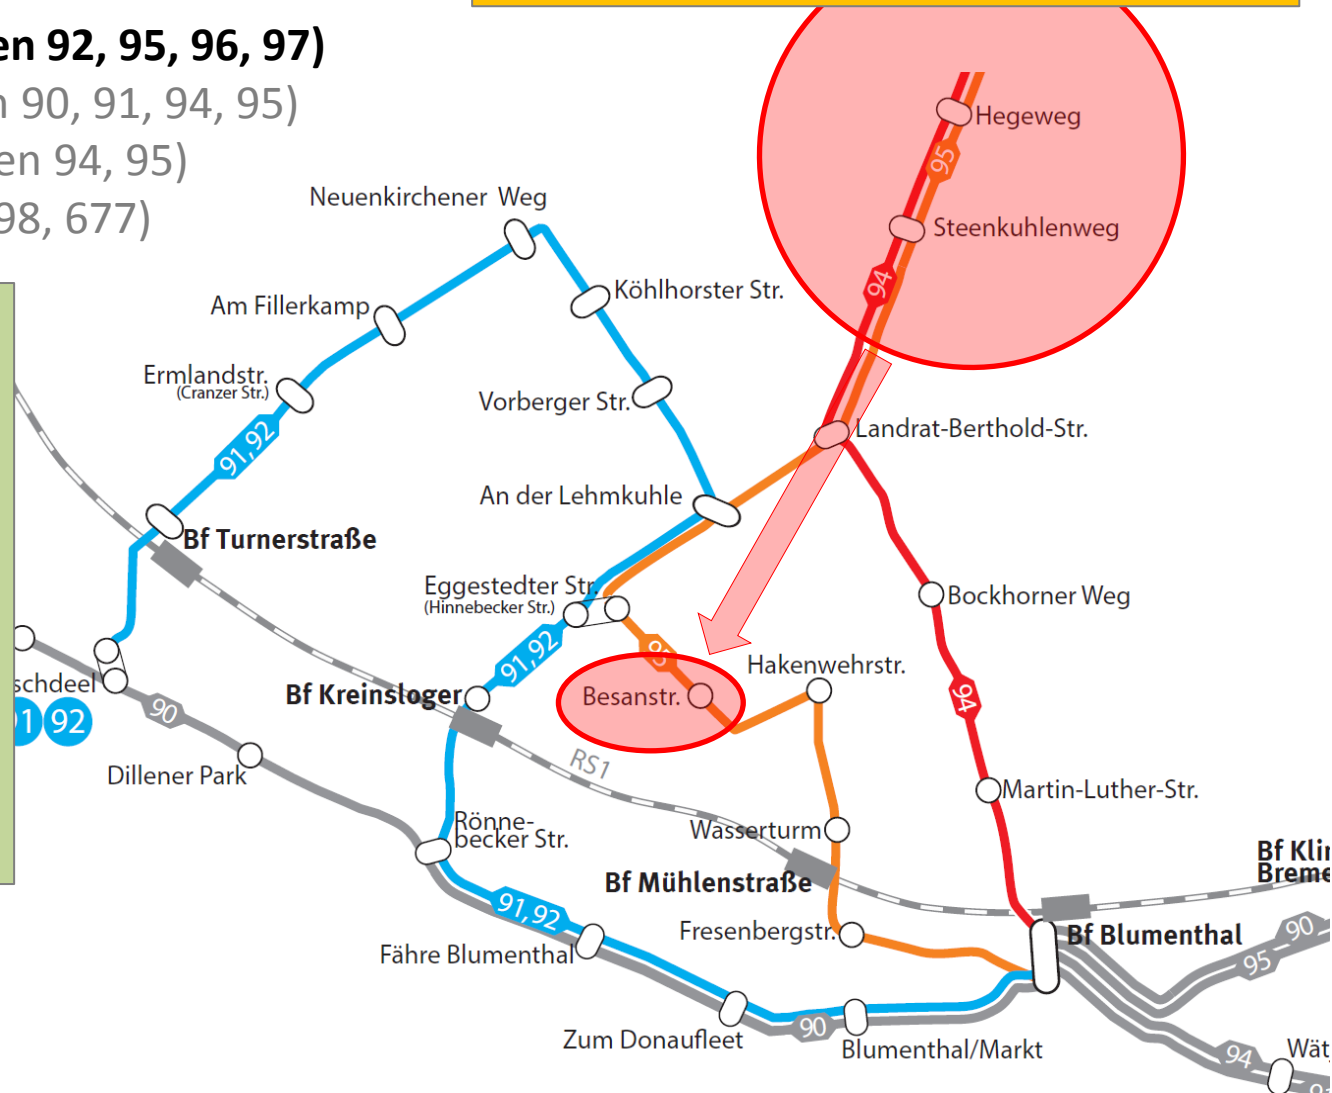 en 92, 95, 96, 97)
n 90, 91, 94, 95)
en 94, 95)
98, 677)
Hegeweg
95
Steenkuhlenweg
94
Neuenkirchener Weg
Köhlhorster Str.
Am Fillerkamp
Ermlandstr.
(Cranzer Str.)
Vorberger Str.
91,92
Landrat-Berthold-Str.
An der Lehmkuhle
Bf Turnerstraße
Eggestedter Str.
(Hinnebecker Str.)
Bockhorner Weg
91,92
95
Hakenwehrstr.
schdeel
Bf Kreinsloger
Besanstr.
94
1
92
90
RS1
Dillener Park
Martin-Luther-Str.
Rönne-
becker Str.
Wasserturm
Bf Mühlenstraße
Bf Klin
Breme
91,92
Fresenbergstr.
Bf Blumenthal
90
95
Fähre Blumenthal
Zum Donaufleet
90
Blumenthal/Markt
94
Wät